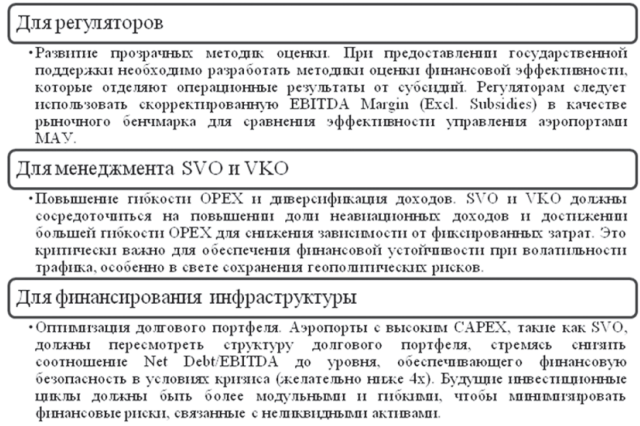 Для регуляторов
•Развитие прозрачных методик оценки. При предоставлении государственной
поддержки необходимо разработать методики оценки финансовой эффективности,
которые отделяют операционные результаты от субсидий. Регуляторам следует
использовать скорректированную EBITDA Margin (Excl. Subsidies) в качестве
рыночного бенчмарка для сравнения эффективности управления аэропортами
МАУ.
Для менеджмента SVO и VKO
•Повышение гибкости OPEX и диверсификация доходов. SVO и VKO должны
сосредоточиться на повышении доли неавиационных доходов и достижении
большей гибкости OPEX для снижения зависимости от фиксированных затрат. Это
критически важно для обеспечения финансовой устойчивости при волатильности
трафика, особенно в свете сохранения геополитических рисков.
Для финансирования инфраструктуры
•Оптимизация долгового портфеля. Аэропорты с высоким CAPEX, такие как SVO,
должны пересмотреть структуру долгового портфеля, стремясь снизить
соотношение Net Debt/EBITDA до уровня, обеспечивающего финансовую
безопасность в условиях кризиса (желательно ниже 4x). Будущие инвестиционные
циклы должны быть более модульными и гибкими, чтобы минимизировать
финансовые риски, связанные с неликвидными активами.